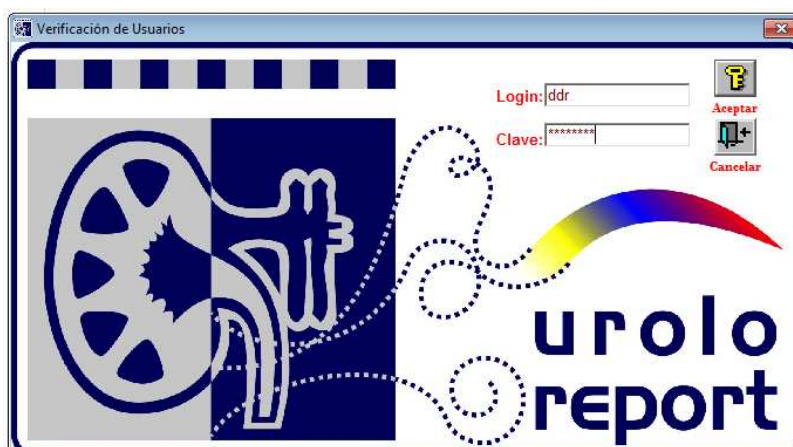 Verificación de Usuarios
Login: ddr
Aceptar
Clave: ********
Cancelar
urolo
report